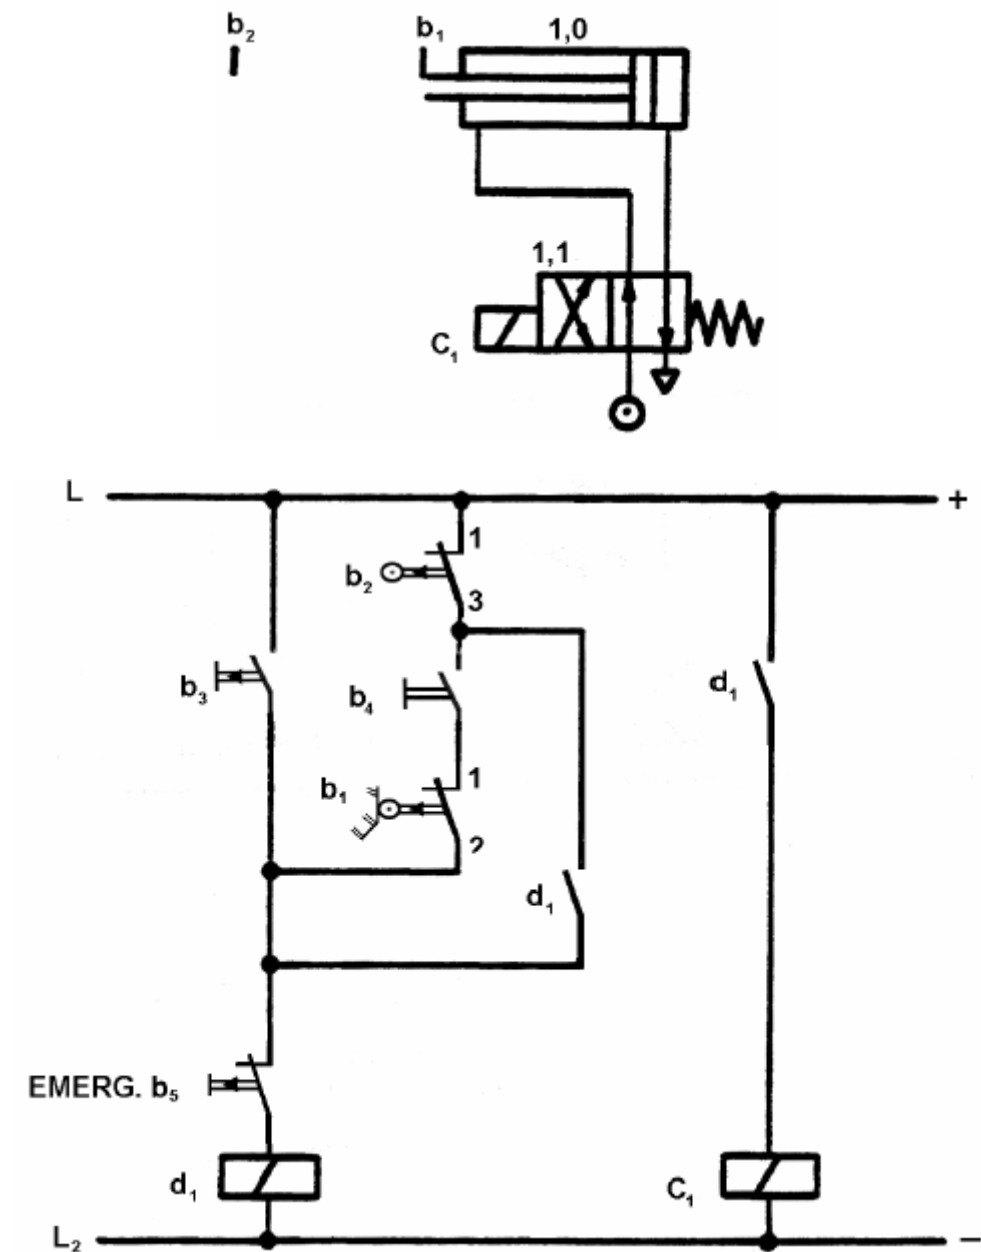 b₂
b₁
1,0
1,1
C₁
L
+
1
b₂
3
b₃
b₄
d₁
1
b₁
2
d₁
EMERG. b₅
d₁
C₁
L₂
−